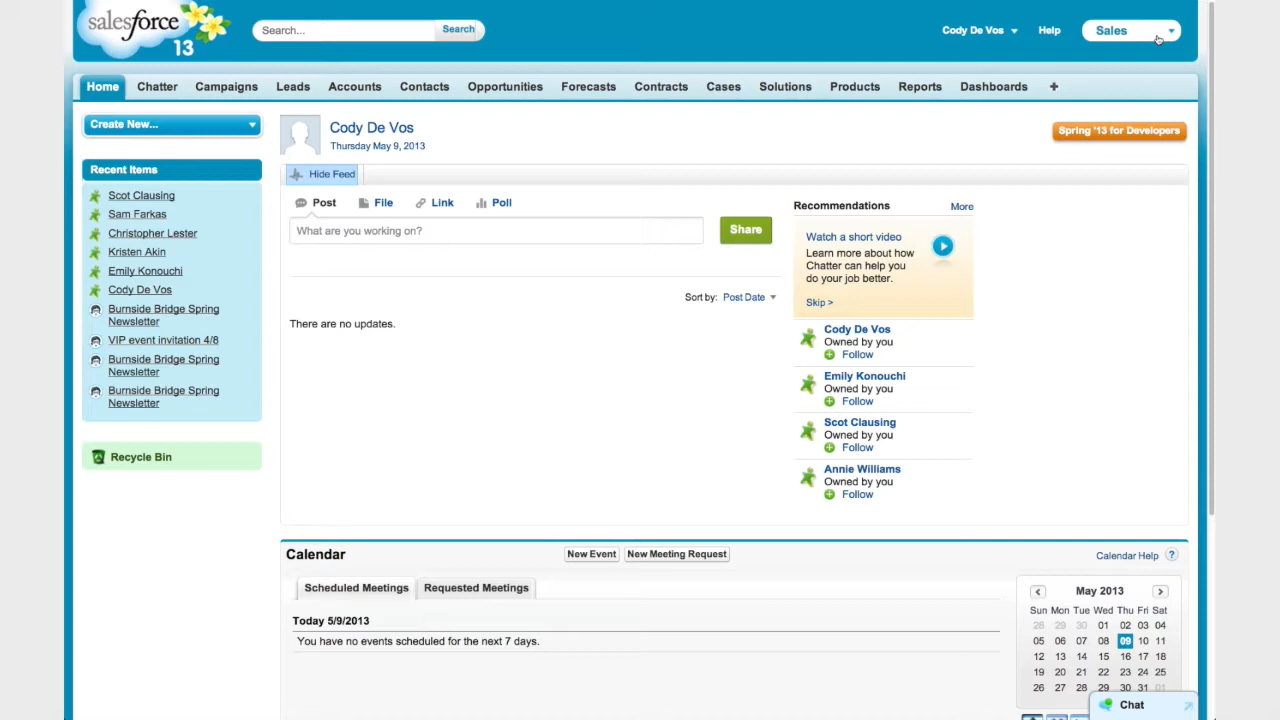 salesforce
13
Search...
Search
Cody De Vos
Help
Sales
Home
Chatter
Campaigns
Leads
Accounts
Contacts
Opportunities
Forecasts
Contracts
Cases
Solutions
Products
Reports
Dashboards
+
Create New...
Recent Items
Scot Clausing
Sam Farkas
Christopher Lester
Kristen Akin
Emily Konouchi
Cody De Vos
Burnside Bridge Spring
Newsletter
VIP event invitation 4/8
Burnside Bridge Spring
Newsletter
Burnside Bridge Spring
Newsletter
Recycle Bin
Cody De Vos
Thursday May 9, 2013
Spring '13 for Developers
Hide Feed
Post
File
Link
Poll
What are you working on?
Share
Sort by: Post Date
There are no updates.
Recommendations
More
Watch a short video
Learn more about how
Chatter can help you
do your job better.
Skip >
Cody De Vos
Owned by you
Follow
Emily Konouchi
Owned by you
Follow
Scot Clausing
Owned by you
Follow
Annie Williams
Owned by you
Follow
Calendar
New Event
New Meeting Request
Calendar Help ?
Scheduled Meetings
Requested Meetings
Today 5/9/2013
You have no events scheduled for the next 7 days.
May 2013
Sun Mon Tue Wed Thu Fri Sat
28 29 30 01 02 03 04
05 06 07 08 09 10 11
12 13 14 15 16 17 18
19 20 21 22 23 24 25
26 27 28 29 30 31 01
Chat